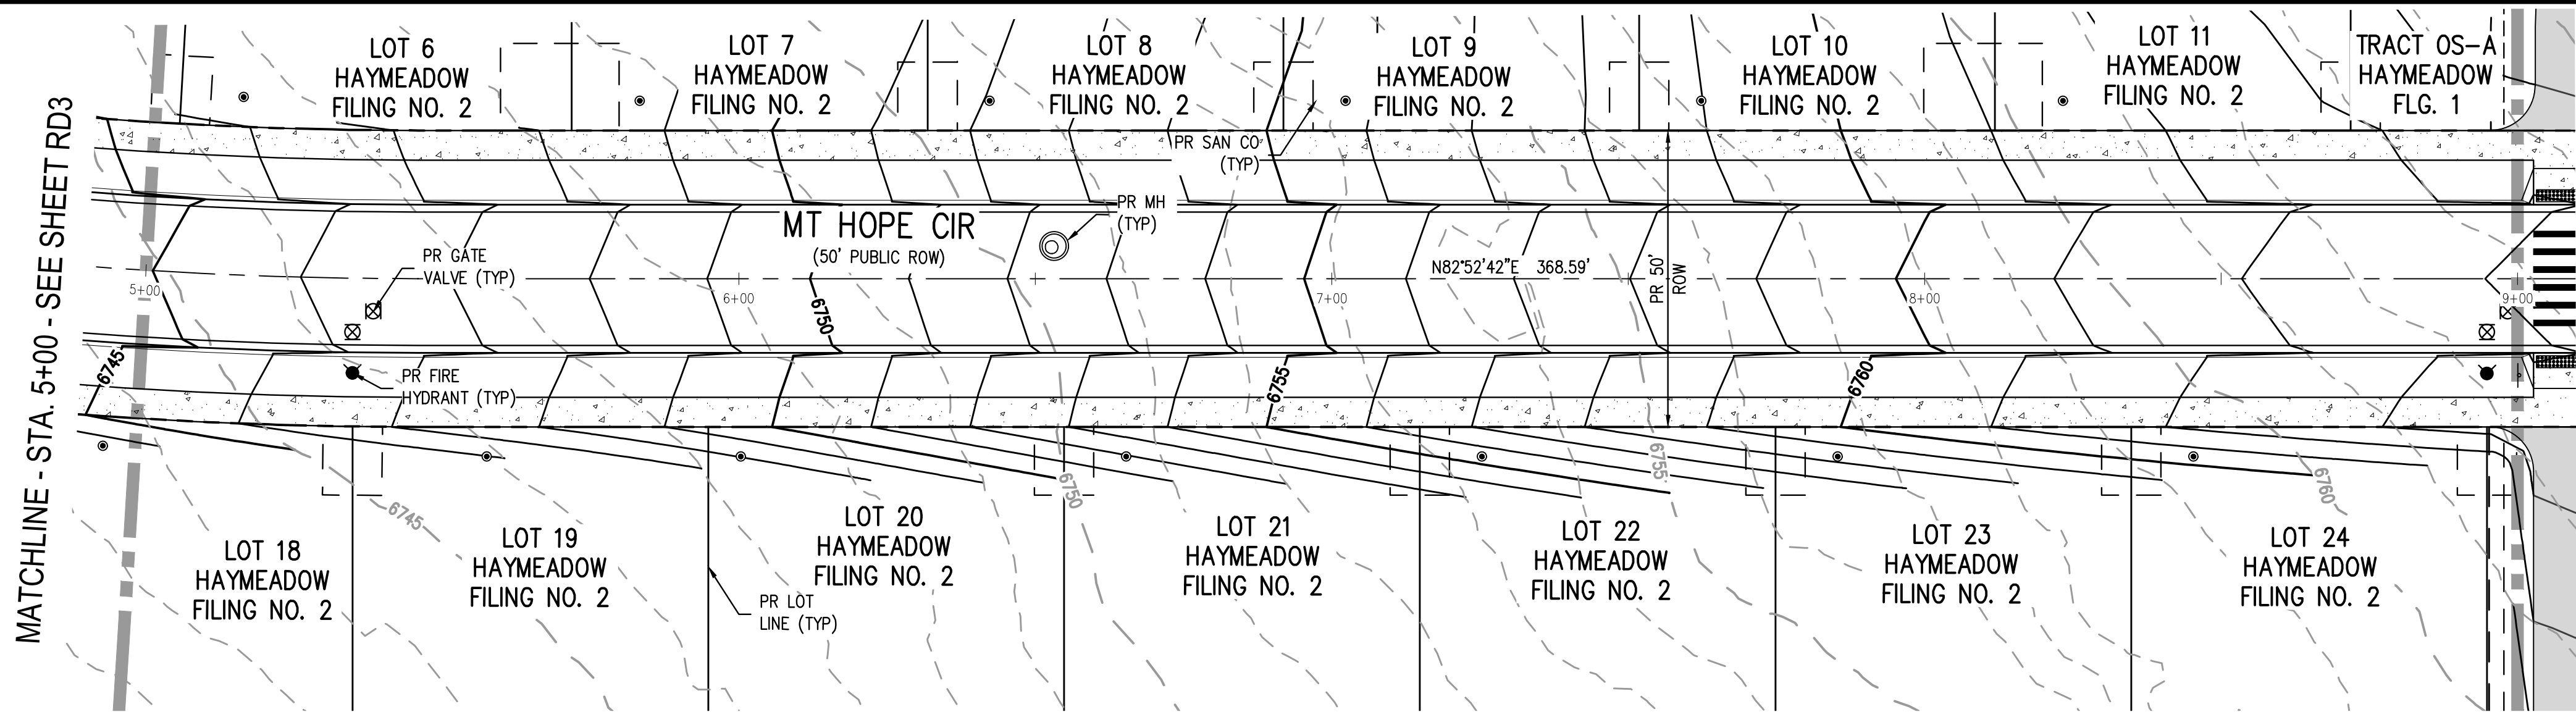 LOT 6
HAYMEADOW
FILING NO. 2
LOT 7
HAYMEADOW
FILING NO. 2
LOT 8
HAYMEADOW
FILING NO. 2
LOT 9
HAYMEADOW
FILING NO. 2
LOT 10
HAYMEADOW
FILING NO. 2
LOT 11
HAYMEADOW
FILING NO. 2
TRACT OS-A
HAYMEADOW
FLG. 1
MATCHLINE - STA. 5+00 - SEE SHEET RD3
PR SAN CO
(TYP)
PR MH
(TYP)
MT HOPE CIR
(50' PUBLIC ROW)
PR GATE
VALVE (TYP)
N82°52'42"E 368.59'
PR 50'
ROW
5+00
6+00
7+00
8+00
9+00
6750
6745
PR FIRE
HYDRANT (TYP)
6755
6760
6745
6750
6755
6760
LOT 18
HAYMEADOW
FILING NO. 2
LOT 19
HAYMEADOW
FILING NO. 2
LOT 20
HAYMEADOW
FILING NO. 2
LOT 21
HAYMEADOW
FILING NO. 2
LOT 22
HAYMEADOW
FILING NO. 2
LOT 23
HAYMEADOW
FILING NO. 2
LOT 24
HAYMEADOW
FILING NO. 2
PR LOT
LINE (TYP)